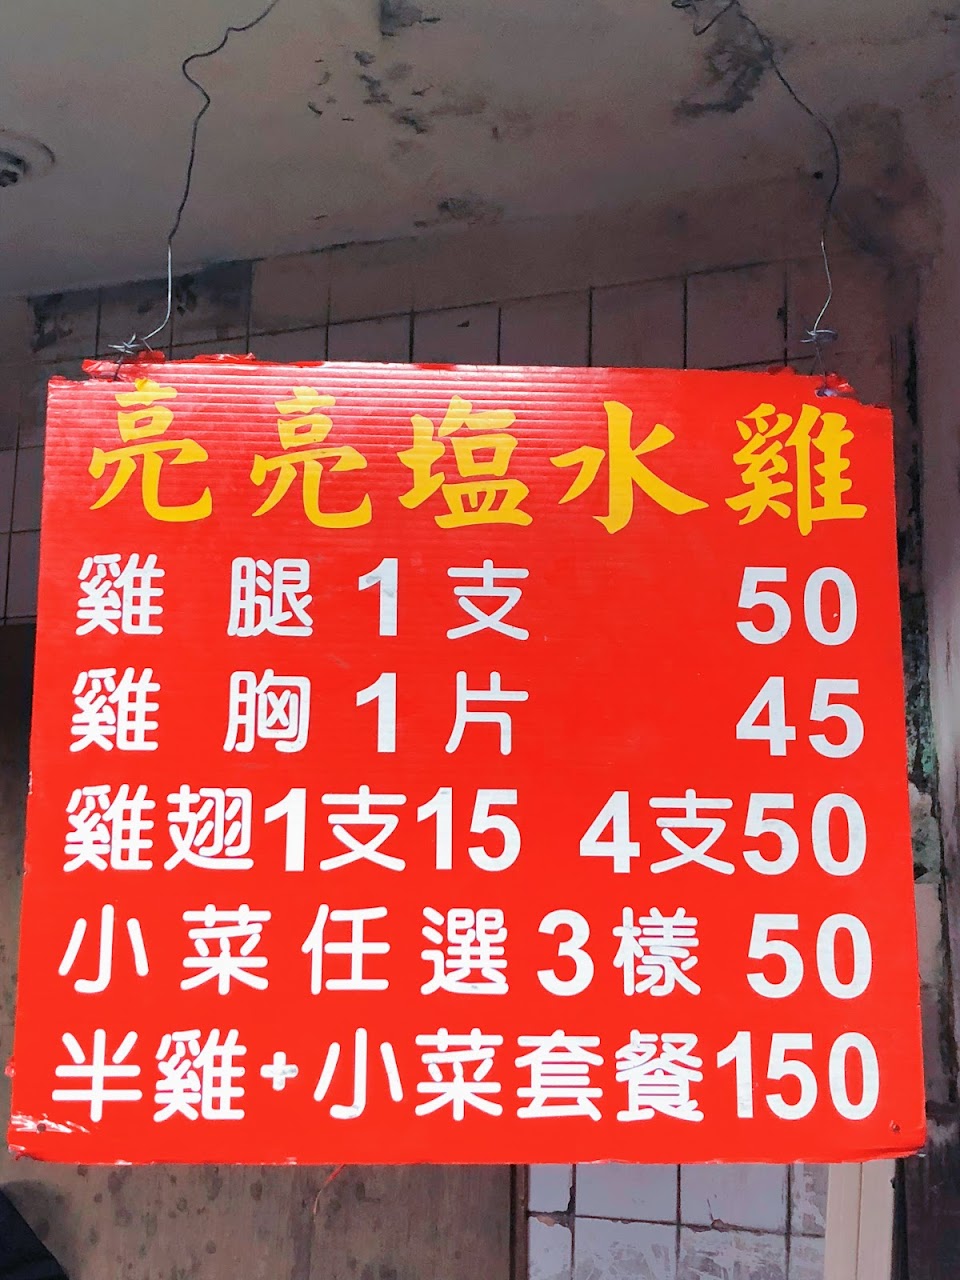 亮亮塩水雞
雞腿1支 50
雞胸1片 45
雞翅1支15 4支50
小菜任選3樣 50
半雞+小菜套餐150